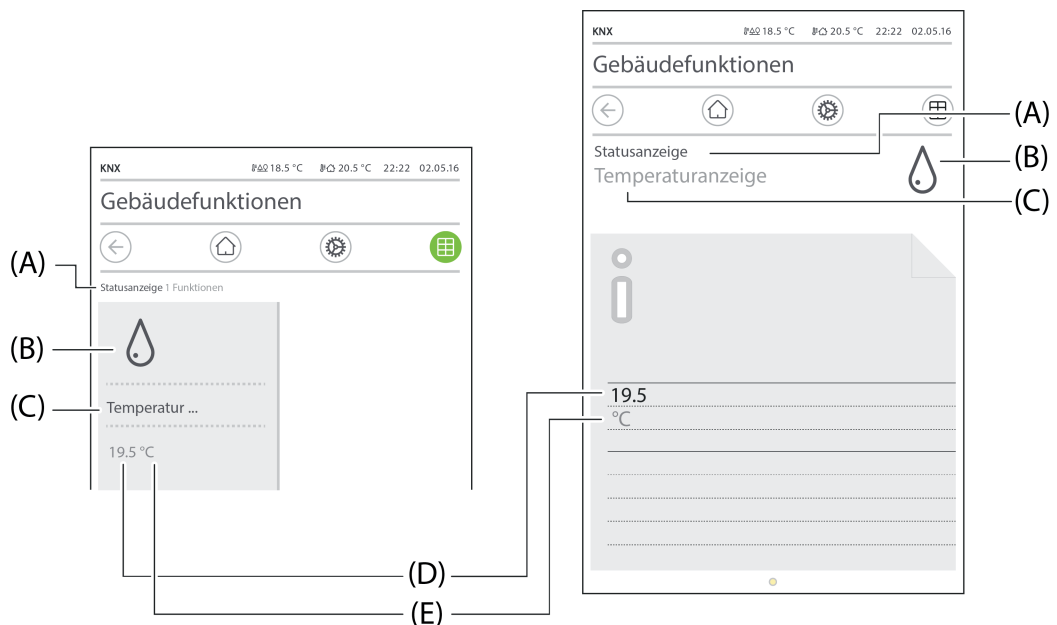 KNX 18.5 °C 20.5 °C 22:22 02.05.16
Gebäudefunktionen
(A)
Statusanzeige 1 Funktionen
(B)
(C)
Temperatur ...
19.5 °C
(D)
(E)
KNX 18.5 °C 20.5 °C 22:22 02.05.16
Gebäudefunktionen
(A)
Statusanzeige
(B)
Temperaturanzeige
(C)
19.5
°C